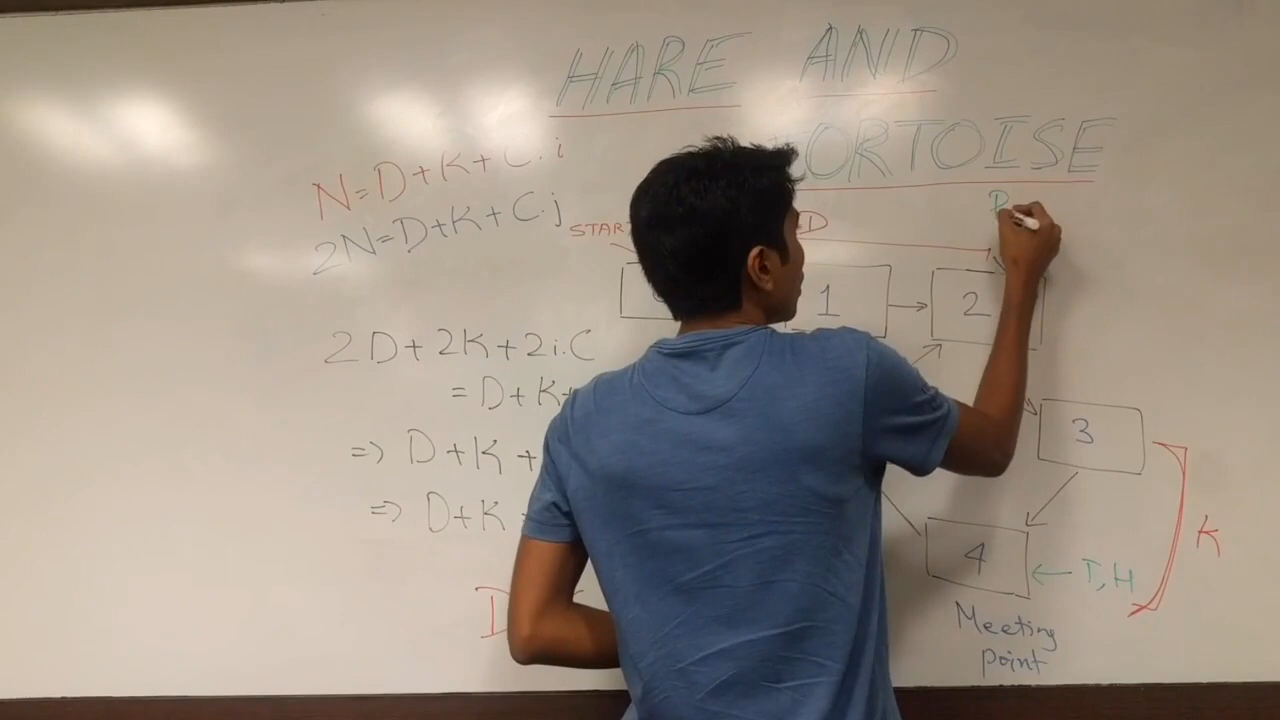 HARE AND
TORTOISE
N=D+K+C.i
2N=D+K+C.j
START
D
1
2
2D+2K+2i.C
= D+K+
=> D+K +
=> D+K
3
K
4
T, H
Meeting
point
D